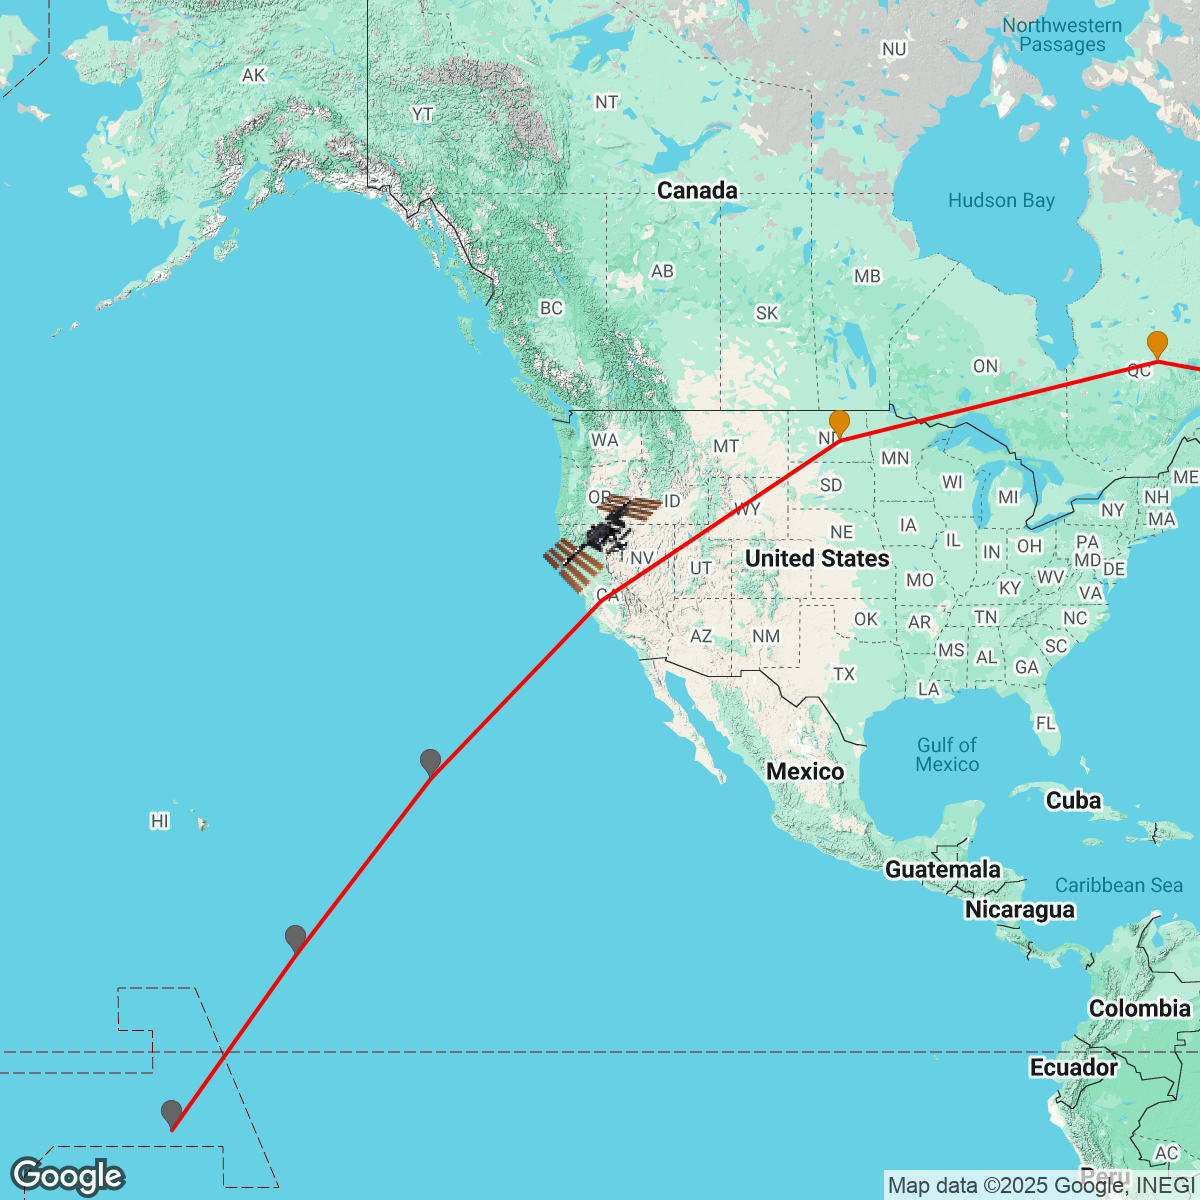 Northwestern
Passages
NU
AK
NT
YT
Canada
Hudson Bay
AB
MB
BC
SK
ON
QC
WA
ND
MT
MN
ME
SD
WI
MI
NH
NY
MA
OR
ID
WY
IA
NE
IL
IN
OH
PA
MD
DE
NV
UT
United States
MO
KY
WV
VA
CA
OK
AR
TN
NC
AZ
NM
MS
AL
SC
GA
TX
LA
FL
Gulf of
Mexico
Mexico
Cuba
HI
Guatemala
Caribbean Sea
Nicaragua
Colombia
Ecuador
AC
Peru
Google
Map data ©2025 Google, INEGI